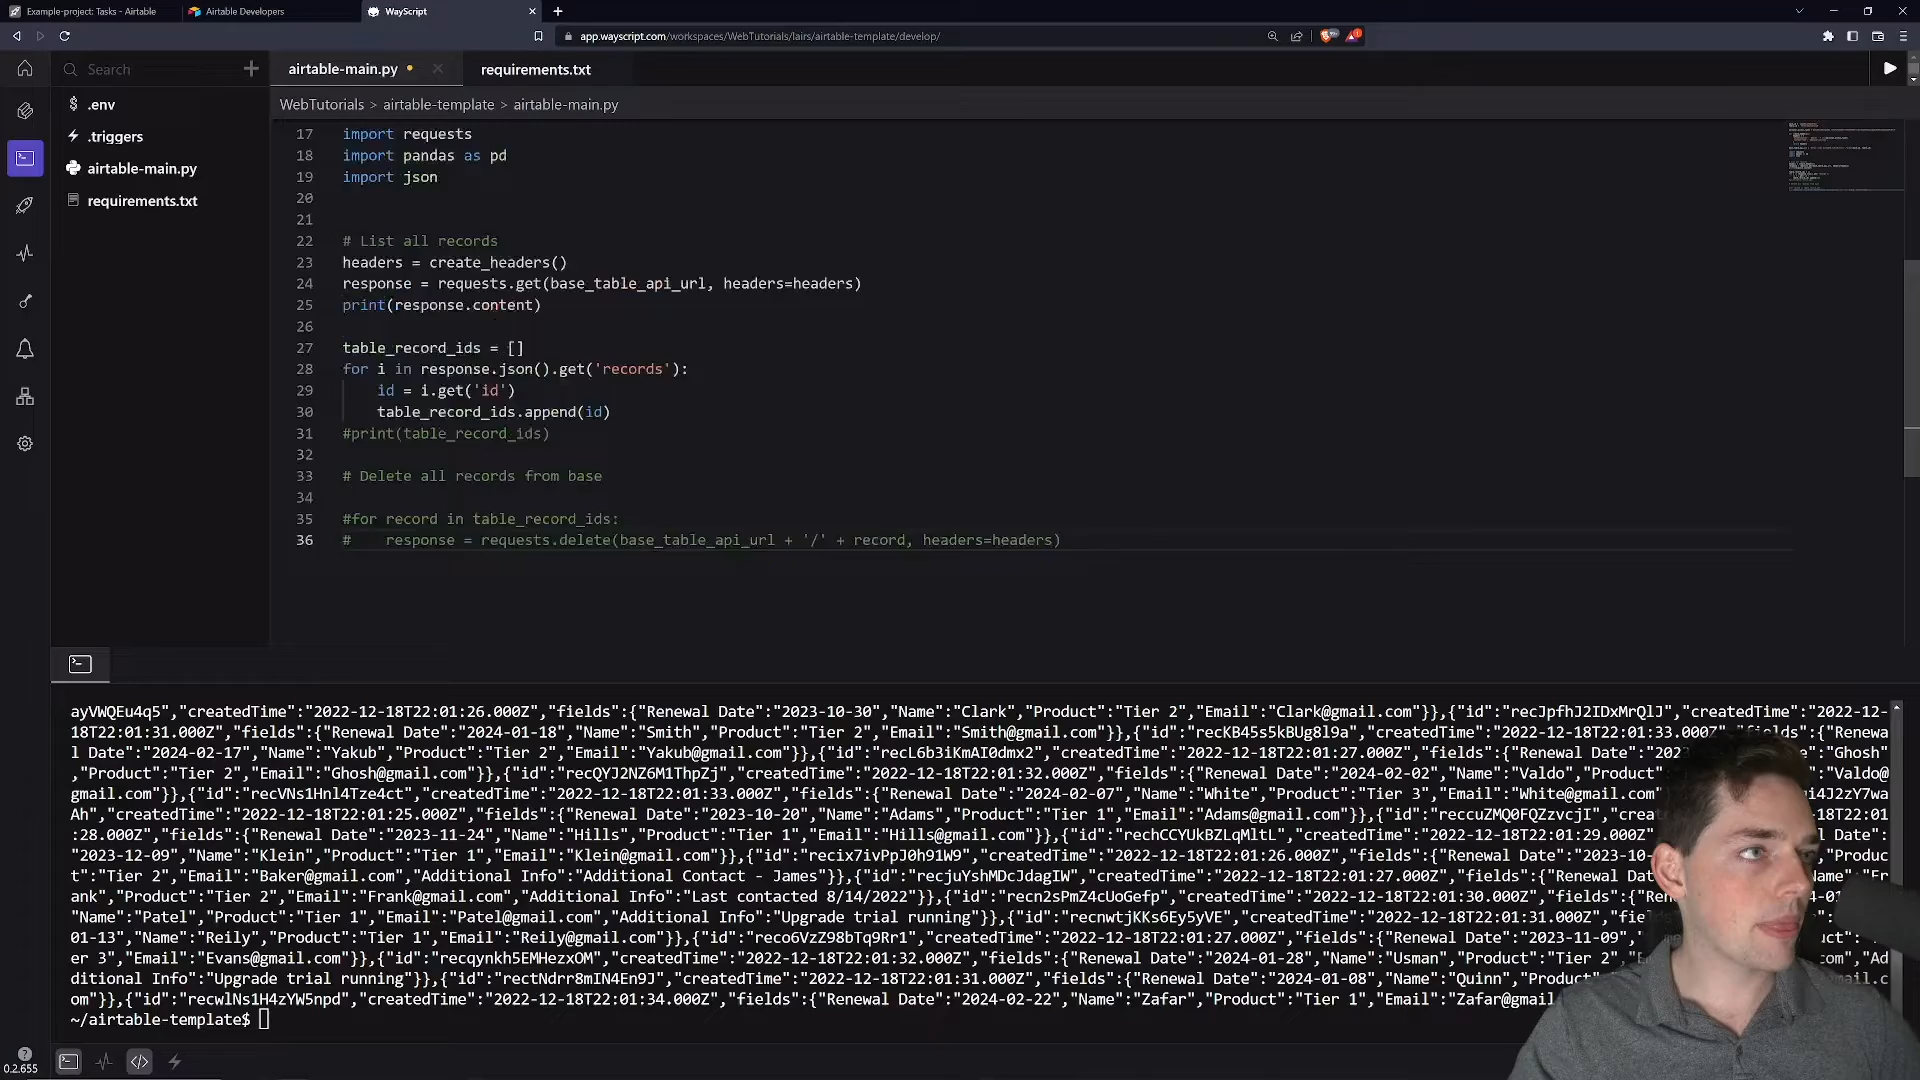 Example-project: Tasks - Airtable
Airtable Developers
WayScript
app.wayscript.com/workspaces/WebTutorials/lairs/airtable-template/develop/
Search
airtable-main.py
requirements.txt
.env
.triggers
airtable-main.py
requirements.txt
WebTutorials > airtable-template > airtable-main.py
17 import requests
18 import pandas as pd
19 import json
20
21
22 # List all records
23 headers = create_headers()
24 response = requests.get(base_table_api_url, headers=headers)
25 print(response.content)
26
27 table_record_ids = []
28 for i in response.json().get('records'):
29 id = i.get('id')
30 table_record_ids.append(id)
31 #print(table_record_ids)
32
33 # Delete all records from base
34
35 #for record in table_record_ids:
36 # response = requests.delete(base_table_api_url + '/' + record, headers=headers)
ayVWQEu4q5","createdTime":"2022-12-18T22:01:26.000Z","fields":{"Renewal Date":"2023-10-30","Name":"Clark","Product":"Tier 2","Email":"Clark@gmail.com"}},{"id":"recJpfhJ2IDxMrQlJ","createdTime":"2022-12-
18T22:01:31.000Z","fields":{"Renewal Date":"2024-01-18","Name":"Smith","Product":"Tier 2","Email":"Smith@gmail.com"}},{"id":"recKB45s5kBUg8l9a","createdTime":"2022-12-18T22:01:33.000Z","fields":{"Renewa
l Date":"2024-02-17","Name":"Yakub","Product":"Tier 2","Email":"Yakub@gmail.com"}},{"id":"recL6b3iKmAI0dmx2","createdTime":"2022-12-18T22:01:27.000Z","fields":{"Renewal Date":"2023 Ghosh"
,"Product":"Tier 2","Email":"Ghosh@gmail.com"}},{"id":"recQYJ2NZ6M1ThpZj","createdTime":"2022-12-18T22:01:32.000Z","fields":{"Renewal Date":"2024-02-02","Name":"Valdo","Product "Valdo@
gmail.com"}},{"id":"recVNs1Hnl4Tze4ct","createdTime":"2022-12-18T22:01:33.000Z","fields":{"Renewal Date":"2024-02-07","Name":"White","Product":"Tier 3","Email":"White@gmail.com"} gi4J2zY7wa
Ah","createdTime":"2022-12-18T22:01:25.000Z","fields":{"Renewal Date":"2023-10-20","Name":"Adams","Product":"Tier 1","Email":"Adams@gmail.com"}},{"id":"reccuZMQ0FQZzvcjI","creat 18T22:01
:28.000Z","fields":{"Renewal Date":"2023-11-24","Name":"Hills","Product":"Tier 1","Email":"Hills@gmail.com"}},{"id":"rechCCYUkBZLqMltL","createdTime":"2022-12-18T22:01:29.000Z", Date":
"2023-12-09","Name":"Klein","Product":"Tier 1","Email":"Klein@gmail.com"}},{"id":"recix7ivPpJ0h91W9","createdTime":"2022-12-18T22:01:26.000Z","fields":{"Renewal Date":"2023-10- Produc
t":"Tier 2","Email":"Baker@gmail.com","Additional Info":"Additional Contact - James"}},{"id":"recjuYshMDcJdagIW","createdTime":"2022-12-18T22:01:27.000Z","fields":{"Renewal Date" :"Fr
ank","Product":"Tier 2","Email":"Frank@gmail.com","Additional Info":"Last contacted 8/14/2022"}},{"id":"recn2sPmZ4cUoGefp","createdTime":"2022-12-18T22:01:30.000Z","fields":{"Ren
"Name":"Patel","Product":"Tier 1","Email":"Patel@gmail.com","Additional Info":"Upgrade trial running"}},{"id":"recnwtjKKs6Ey5yVE","createdTime":"2022-12-18T22:01:31.000Z","fiel
01-13","Name":"Reily","Product":"Tier 1","Email":"Reily@gmail.com"}},{"id":"reco6VzZ98bTq9Rr1","createdTime":"2022-12-18T22:01:27.000Z","fields":{"Renewal Date":"2023-11-09","
er 3","Email":"Evans@gmail.com"}},{"id":"recqynkh5EMHezxOM","createdTime":"2022-12-18T22:01:32.000Z","fields":{"Renewal Date":"2024-01-28","Name":"Usman","Product":"Tier 2","E com","Ad
ditional Info":"Upgrade trial running"}},{"id":"rectNdrr8mIN4En9J","createdTime":"2022-12-18T22:01:31.000Z","fields":{"Renewal Date":"2024-01-08","Name":"Quinn","Product il.c
om"}},{"id":"recwlNs1H4zYW5npd","createdTime":"2022-12-18T22:01:34.000Z","fields":{"Renewal Date":"2024-02-22","Name":"Zafar","Product":"Tier 1","Email":"Zafar@gmail
~/airtable-template$
0.2.655